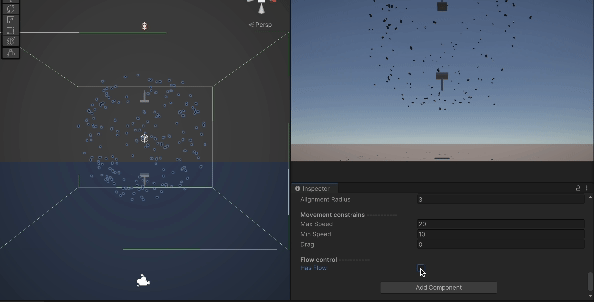 < Persp
Inspector
Alignment Radius 3
Movement constrains
Max Speed 20
Min Speed 10
Drag 0
Flow control
Has Flow
Add Component